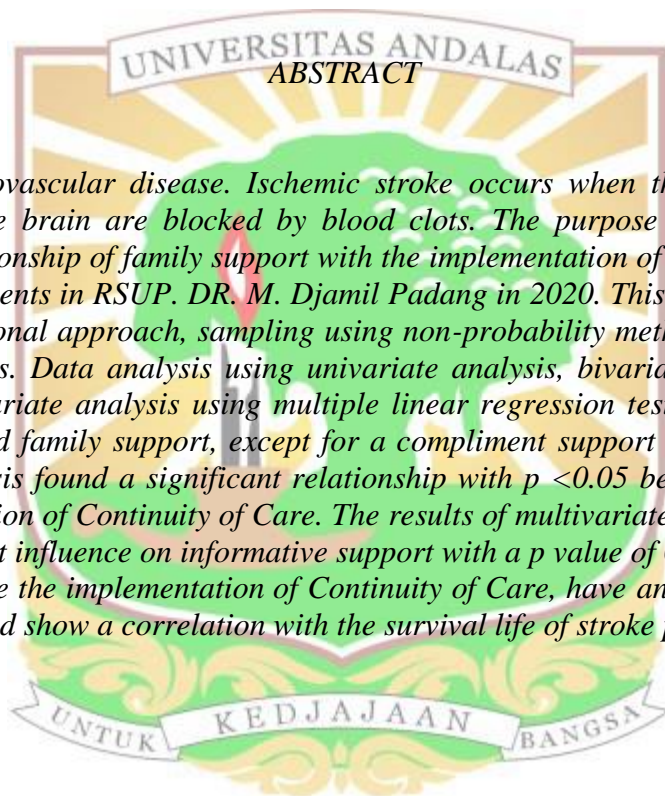 UNIVERSITAS ANDALAS
ABSTRACT
ovascular disease. Ischemic stroke occurs when th
e brain are blocked by blood clots. The purpose
onship of family support with the implementation of
ents in RSUP. DR. M. Djamil Padang in 2020. This
onal approach, sampling using non-probability meth
s. Data analysis using univariate analysis, bivaria
ariate analysis using multiple linear regression tes
d family support, except for a compliment support
is found a significant relationship with p <0.05 be
ion of Continuity of Care. The results of multivariate
t influence on informative support with a p value of
e the implementation of Continuity of Care, have an
d show a correlation with the survival life of stroke p
UNTUK KEDJAJAAN BANGSA